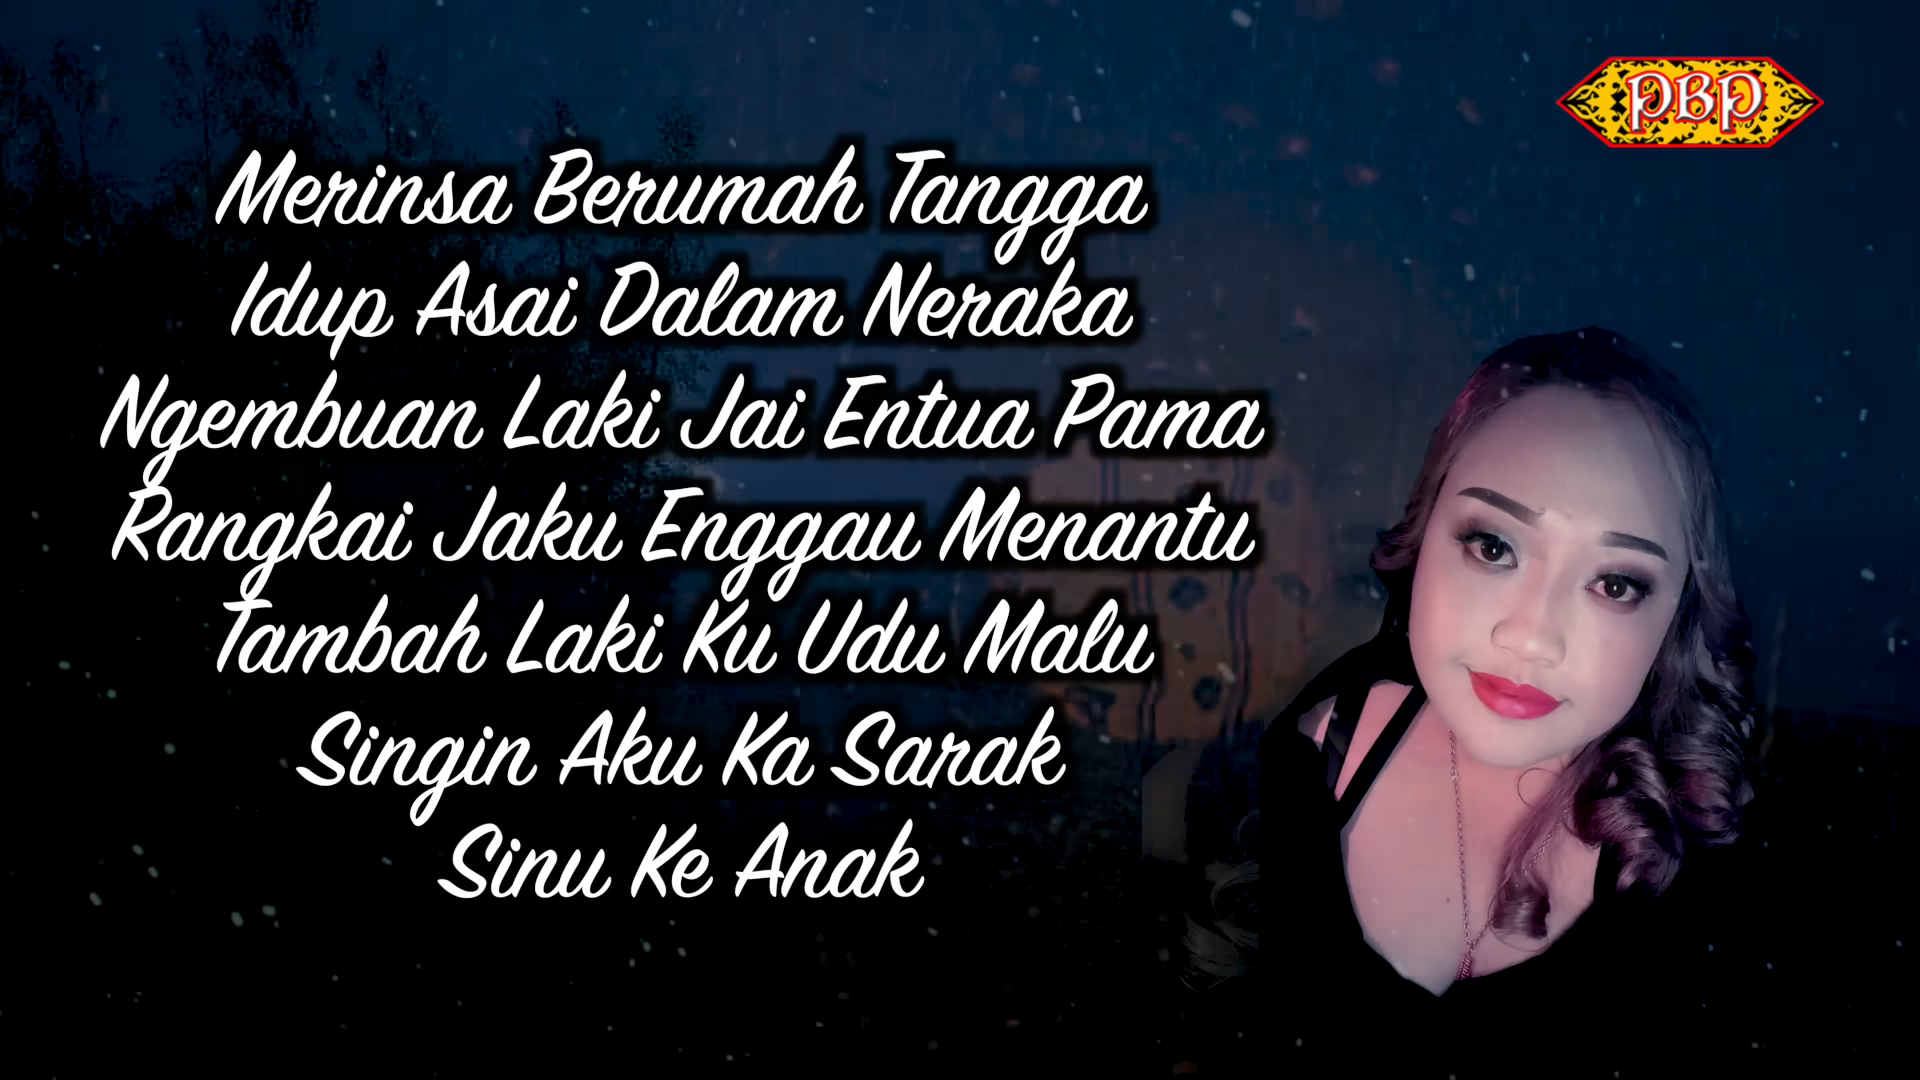 PBP
Merinsa Berumah Tangga
Idup Asai Dalam Neraka
Ngembuan Laki Jai Entua Pama
Rangkai Jaku Enggau Menantu
Tambah Laki Ku Udu Malu
Singin Aku Ka Sarak
Sinu Ke Anak